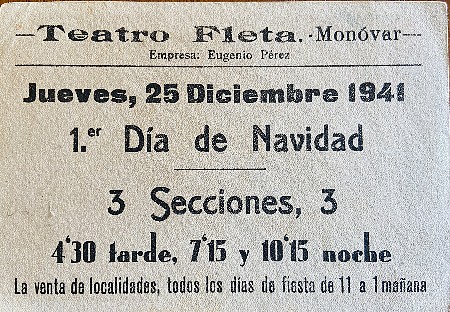 —Teatro Fleta.-Monóvar—
Empresa: Eugenio Pérez
Jueves, 25 Diciembre 1941
1.er Día de Navidad
3 Secciones, 3
4'30 tarde, 7'15 y 10'15 noche
La venta de localidades, todos los dias de fiesta de 11 a 1 mañana